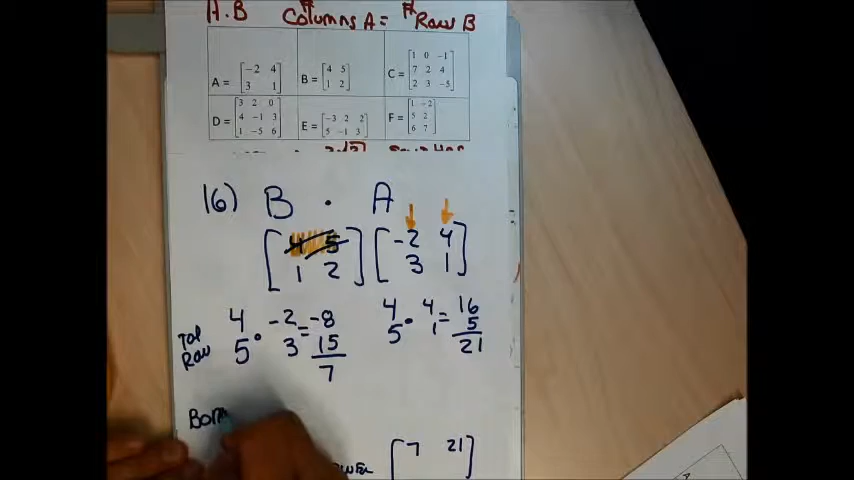 A.B Columns A = # Row B
A = [-2 4 3 1] B = [4 5 1 2] C = [1 0 -1 7 2 4 2 3 -5]
D = [3 2 0 4 -1 3 1 -5 6] E = [-3 2 2 5 -1 3] F = [1 -2 5 2 6 7]
16) B · A
[4 5] [-2 4]
[1 2] [3 1]
Top Row
4 · -2 = -8
5 3 15
7
4 · 4 = 16
5 1 5
21
Bott
[7 21]